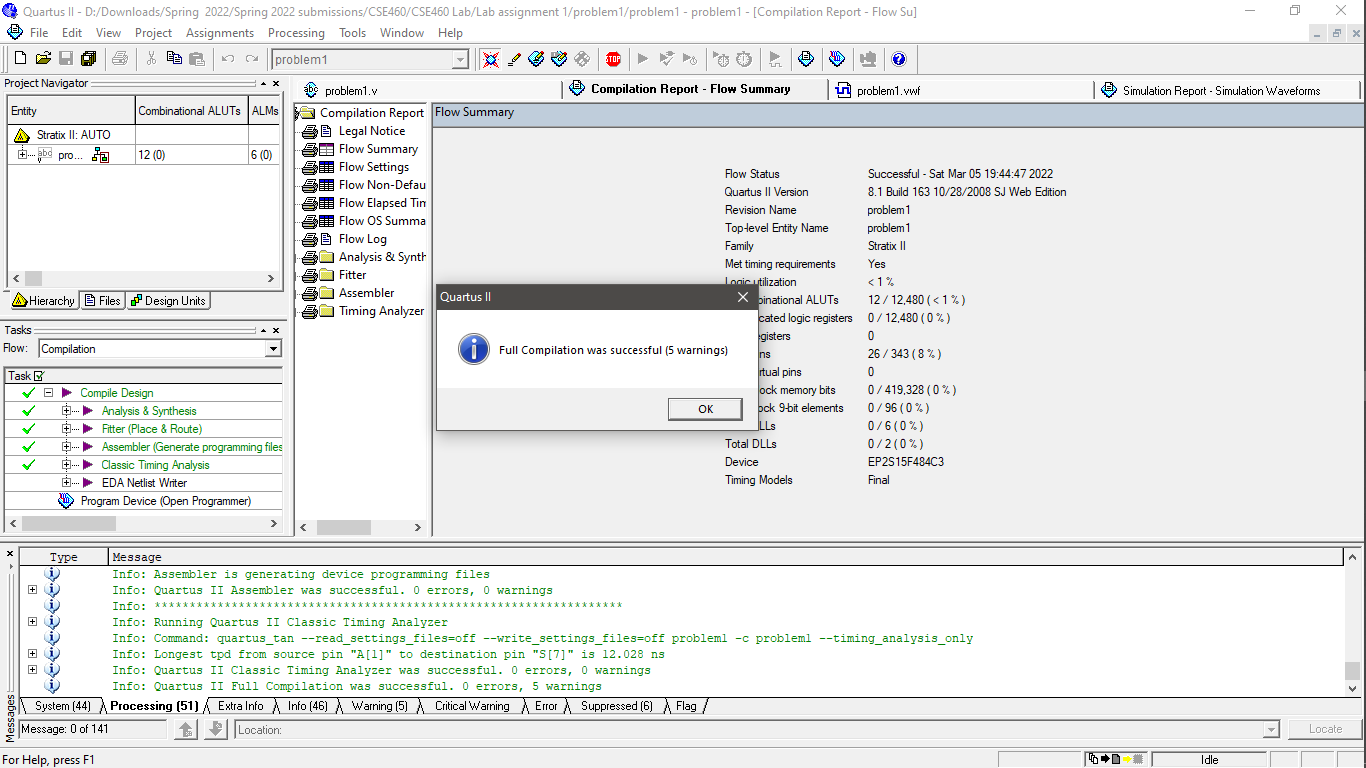 Quartus II - D:/Downloads/Spring 2022/Spring 2022 submissions/CSE460/CSE460 Lab/Lab assignment 1/problem1/problem1 - problem1 - [Compilation Report - Flow Su]
File Edit View Project Assignments Processing Tools Window Help
problem1
STOP
Project Navigator
Entity Combinational ALUTs ALMs
Stratix II: AUTO
abc pro... 12 (0) 6 (0)
Hierarchy Files Design Units
Tasks
Flow: Compilation
Task
Compile Design
Analysis & Synthesis
Fitter (Place & Route)
Assembler (Generate programming files
Classic Timing Analysis
EDA Netlist Writer
Program Device (Open Programmer)
abc problem1.v
Compilation Report - Flow Summary
problem1.vwf
Simulation Report - Simulation Waveforms
Compilation Report
Legal Notice
Flow Summary
Flow Settings
Flow Non-Defau
Flow Elapsed Tim
Flow OS Summa
Flow Log
Analysis & Synth
Fitter
Assembler
Timing Analyzer
Flow Summary
Flow Status Successful - Sat Mar 05 19:44:47 2022
Quartus II Version 8.1 Build 163 10/28/2008 SJ Web Edition
Revision Name problem1
Top-level Entity Name problem1
Family Stratix II
Met timing requirements Yes
Logic utilization < 1 %
binational ALUTs 12 / 12,480 ( < 1 % )
cated logic registers 0 / 12,480 ( 0 % )
egisters 0
ns 26 / 343 ( 8 % )
rtual pins 0
ock memory bits 0 / 419,328 ( 0 % )
ock 9-bit elements 0 / 96 ( 0 % )
LLs 0 / 6 ( 0 % )
Total DLLs 0 / 2 ( 0 % )
Device EP2S15F484C3
Timing Models Final
Quartus II
Full Compilation was successful (5 warnings)
OK
Type Message
Info: Assembler is generating device programming files
Info: Quartus II Assembler was successful. 0 errors, 0 warnings
Info: *******************************************************************
Info: Running Quartus II Classic Timing Analyzer
Info: Command: quartus_tan --read_settings_files=off --write_settings_files=off problem1 -c problem1 --timing_analysis_only
Info: Longest tpd from source pin "A[1]" to destination pin "S[7]" is 12.028 ns
Info: Quartus II Classic Timing Analyzer was successful. 0 errors, 0 warnings
Info: Quartus II Full Compilation was successful. 0 errors, 5 warnings
System (44) Processing (51) Extra Info Info (46) Warning (5) Critical Warning Error Suppressed (6) Flag
Messages
Message: 0 of 141 Location: Locate
For Help, press F1 Idle